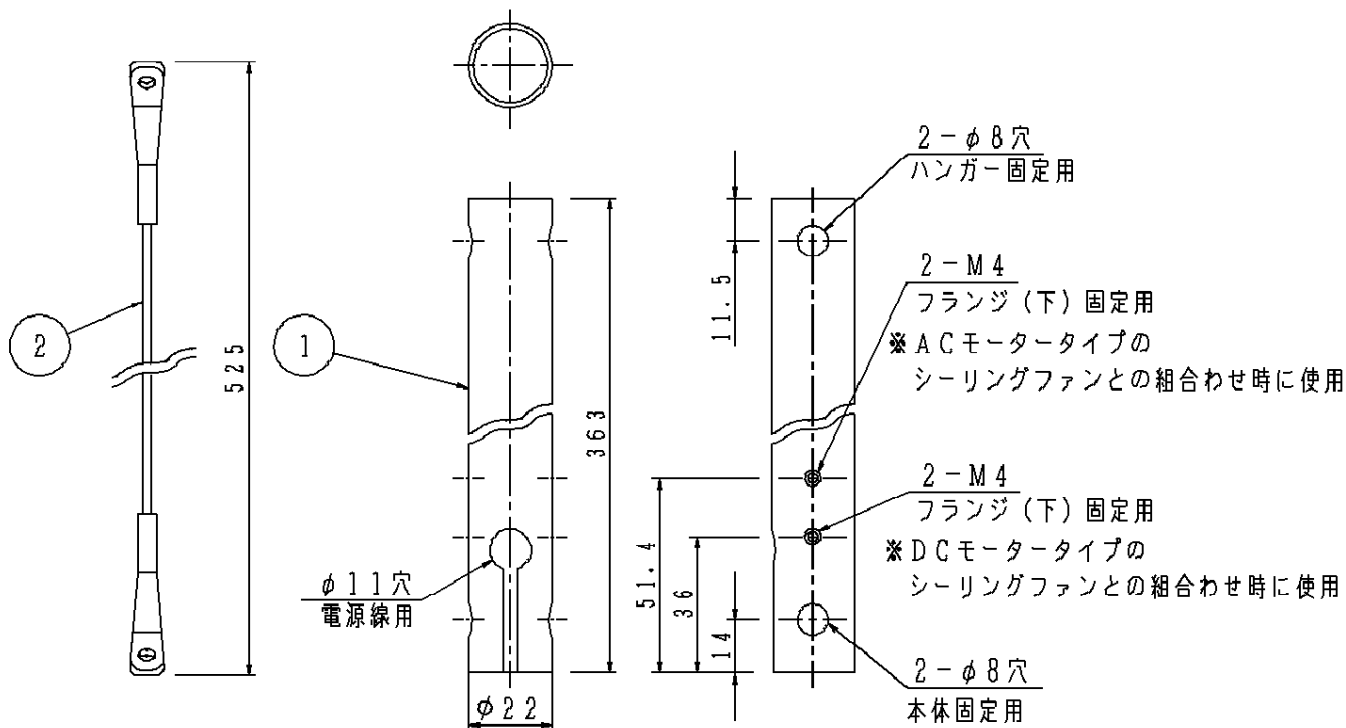 2-φ8穴
ハンガー固定用
11.5
2-M4
フランジ(下)固定用
※ACモータータイプの
シーリングファンとの組合わせ時に使用
2
525
1
363
2-M4
フランジ(下)固定用
※DCモータータイプの
シーリングファンとの組合わせ時に使用
51.4
36
14
φ11穴
電源線用
2-φ8穴
本体固定用
φ22